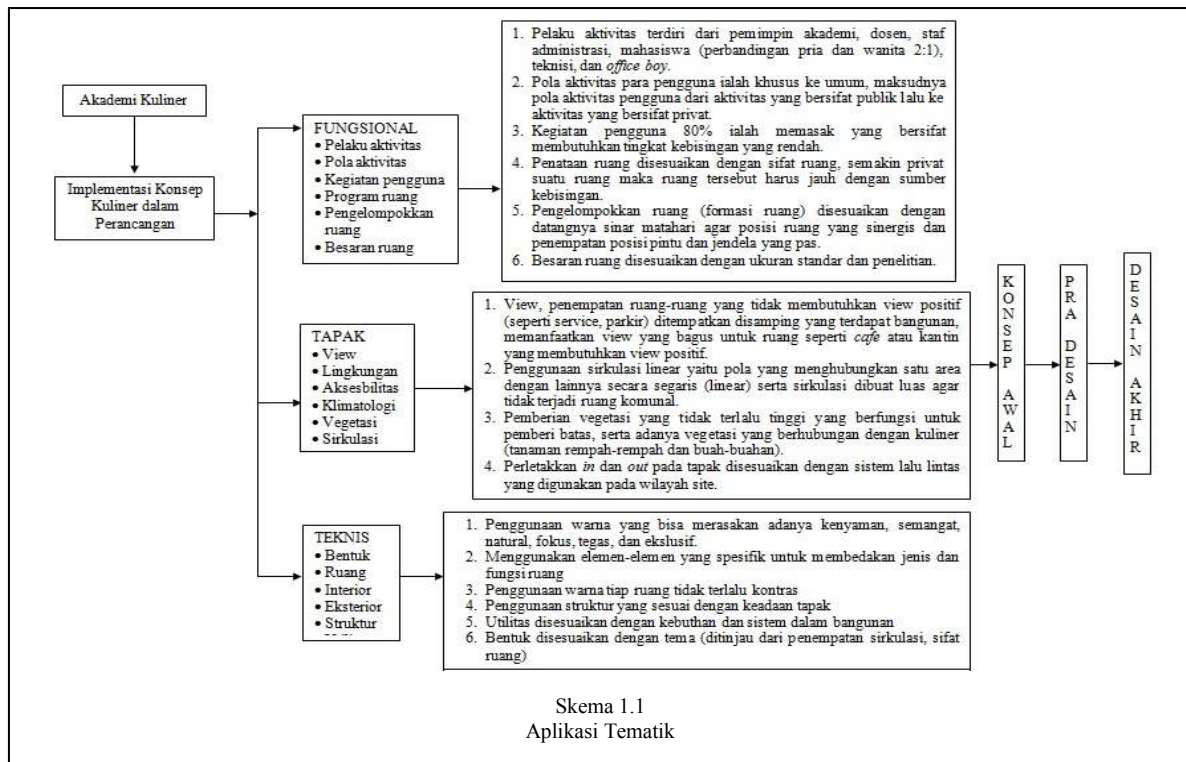 Akademi Kuliner
Implementasi Konsep
Kuliner dalam
Perancangan
FUNGSIONAL
• Pelaku aktivitas
• Pola aktivitas
• Kegiatan pengguna
• Program ruang
• Pengelompokkan
ruang
• Besaran ruang
1. Pelaku aktivitas terdiri dari pemimpin akademi, dosen, staf
administrasi, mahasiswa (perbandingan pria dan wanita 2:1),
teknisi, dan office boy.
2. Pola aktivitas para pengguna ialah khusus ke umum, maksudnya
pola aktivitas pengguna dari aktivitas yang bersifat publik lalu ke
aktivitas yang bersifat privat.
3. Kegiatan pengguna 80% ialah memasak yang bersifat
membutuhkan tingkat kebisingan yang rendah.
4. Penataan ruang disesuaikan dengan sifat ruang, semakin privat
suatu ruang maka ruang tersebut harus jauh dengan sumber
kebisingan.
5. Pengelompokkan ruang (formasi ruang) disesuaikan dengan
datangnya sinar matahari agar posisi ruang yang sinergis dan
penempatan posisi pintu dan jendela yang pas.
6. Besaran ruang disesuaikan dengan ukuran standar dan penelitian.
TAPAK
• View
• Lingkungan
• Aksesbilitas
• Klimatologi
• Vegetasi
• Sirkulasi
1. View, penempatan ruang-ruang yang tidak membutuhkan view positif
(seperti service, parkir) ditempatkan disamping yang terdapat bangunan,
memanfaatkan view yang bagus untuk ruang seperti cafe atau kantin
yang membutuhkan view positif.
2. Penggunaan sirkulasi linear yaitu pola yang menghubungkan satu area
dengan lainnya secara segaris (linear) serta sirkulasi dibuat luas agar
tidak terjadi ruang komunal.
3. Pemberian vegetasi yang tidak terlalu tinggi yang berfungsi untuk
pemberi batas, serta adanya vegetasi yang berhubungan dengan kuliner
(tanaman rempah-rempah dan buah-buahan).
4. Perletakkan in dan out pada tapak disesuaikan dengan sistem lalu lintas
yang digunakan pada wilayah site.
TEKNIS
• Bentuk
• Ruang
• Interior
• Eksterior
• Struktur
1. Penggunaan warna yang bisa merasakan adanya kenyaman, semangat,
natural, fokus, tegas, dan ekslusif.
2. Menggunakan elemen-elemen yang spesifik untuk membedakan jenis dan
fungsi ruang
3. Penggunaan warna tiap ruang tidak terlalu kontras
4. Penggunaan struktur yang sesuai dengan keadaan tapak
5. Utilitas disesuaikan dengan kebuthan dan sistem dalam bangunan
6. Bentuk disesuaikan dengan tema (ditinjau dari penempatan sirkulasi, sifat
ruang)
KONSEP AWAL
PRA DESAIN
DESAIN AKHIR
Skema 1.1
Aplikasi Tematik